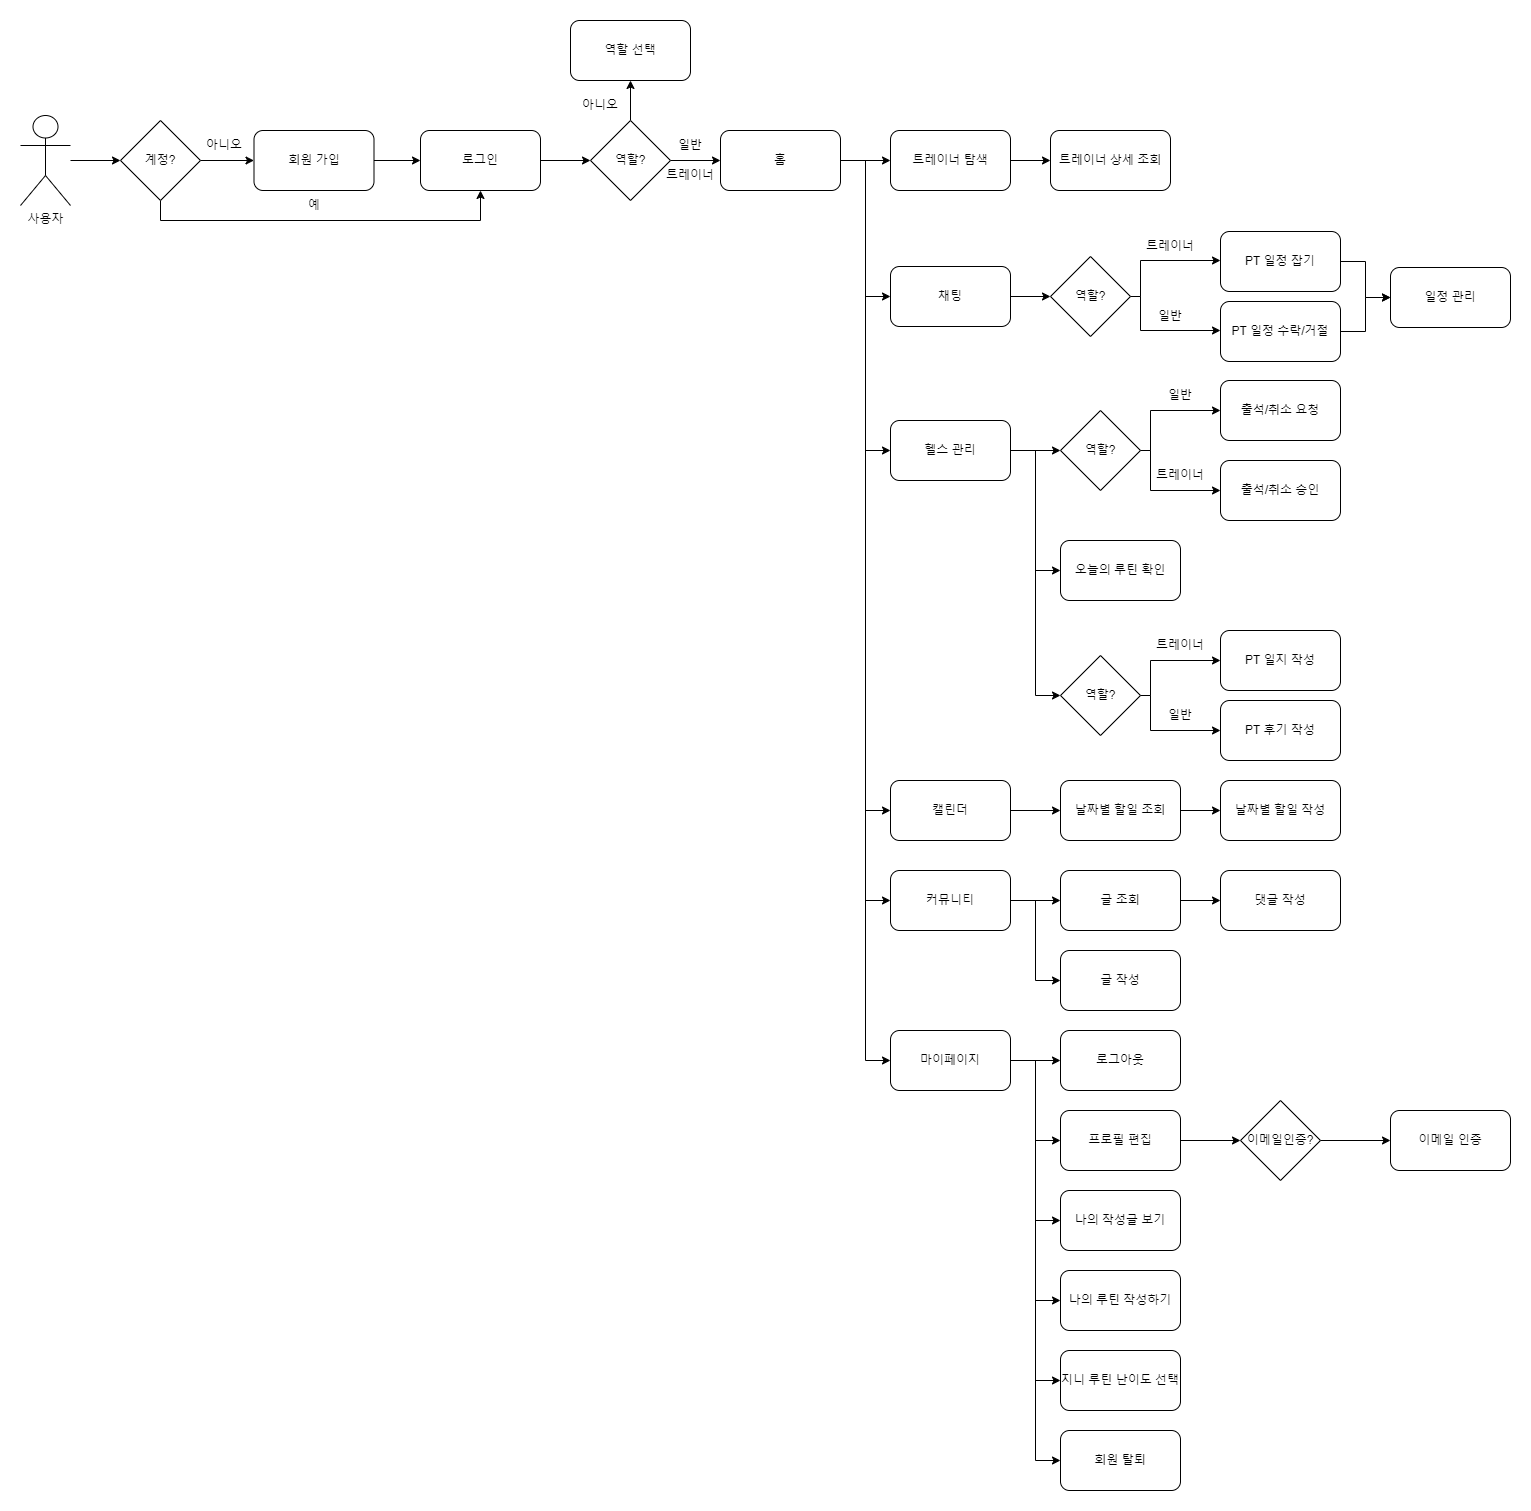 역할 선택
아니오
사용자
계정?
아니오
회원 가입
로그인
예
역할?
일반
트레이너
홈
트레이너 탐색
트레이너 상세 조회
채팅
역할?
트레이너
PT 일정 잡기
일반
PT 일정 수락/거절
일정 관리
헬스 관리
역할?
일반
출석/취소 요청
트레이너
출석/취소 승인
오늘의 루틴 확인
역할?
트레이너
PT 일지 작성
일반
PT 후기 작성
캘린더
날짜별 할일 조회
날짜별 할일 작성
커뮤니티
글 조회
댓글 작성
글 작성
마이페이지
로그아웃
프로필 편집
이메일인증?
이메일 인증
나의 작성글 보기
나의 루틴 작성하기
지니 루틴 난이도 선택
회원 탈퇴